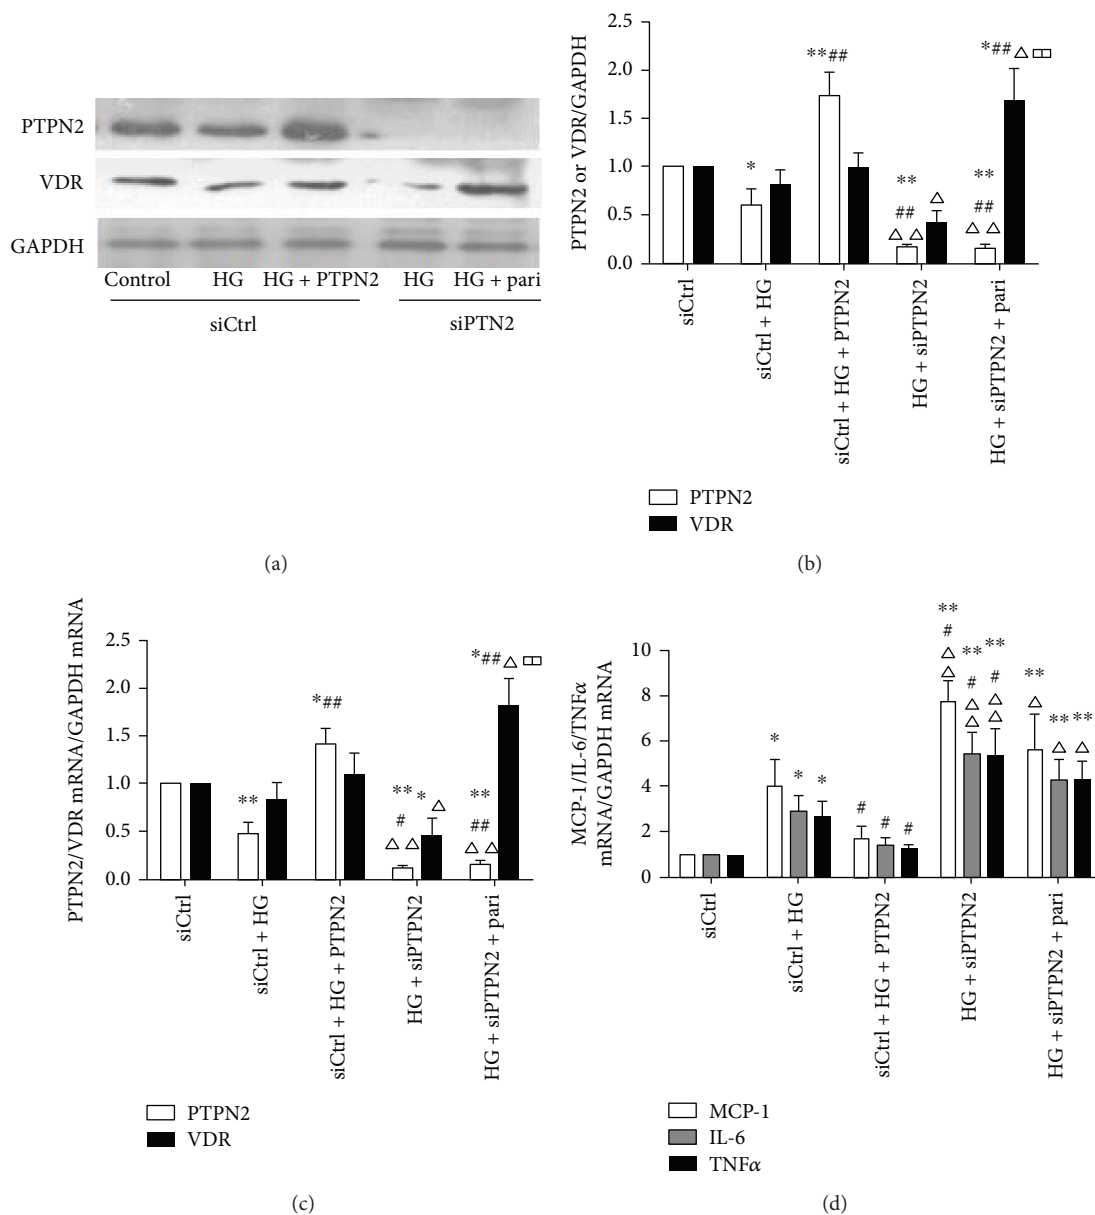 PTPN2
VDR
GAPDH
Control HG HG + PTPN2 HG HG + pari
siCtrl siPTN2
(a)
PTPN2 or VDR/GAPDH
2.5
2.0
1.5
1.0
0.5
0.0
*
**##
**
##
△ △
△
**
##
△ △
*##△
siCtrl
siCtrl + HG
siCtrl + HG + PTPN2
HG + siPTPN2
HG + siPTPN2 + pari
PTPN2
VDR
(b)
PTPN2/VDR mRNA/GAPDH mRNA
2.5
2.0
1.5
1.0
0.5
0.0
**
*##
** *
#
△ △
△
**
##
△ △
*##△
siCtrl
siCtrl + HG
siCtrl + HG + PTPN2
HG + siPTPN2
HG + siPTPN2 + pari
PTPN2
VDR
(c)
MCP-1/IL-6/TNFα
mRNA/GAPDH mRNA
10
8
6
4
2
0
* * *
# # #
** ** **
# # #
△ △ △
△ △ △
** ** **
△ △ △
siCtrl
siCtrl + HG
siCtrl + HG + PTPN2
HG + siPTPN2
HG + siPTPN2 + pari
MCP-1
IL-6
TNFα
(d)